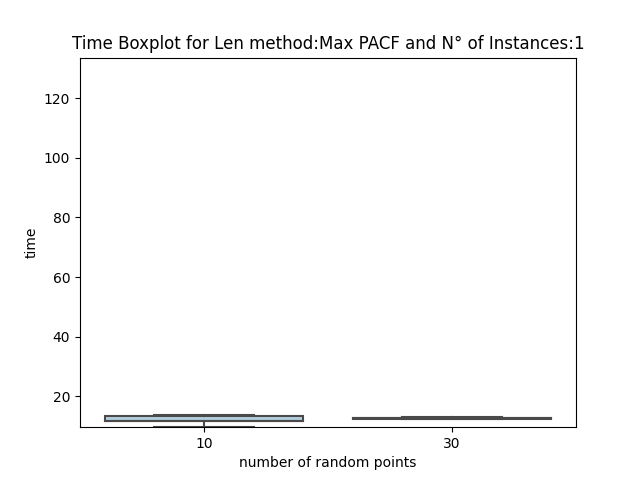 Time Boxplot for Len method:Max PACF and N° of Instances:1
120
100
80
60
40
20
time
10
30
number of random points